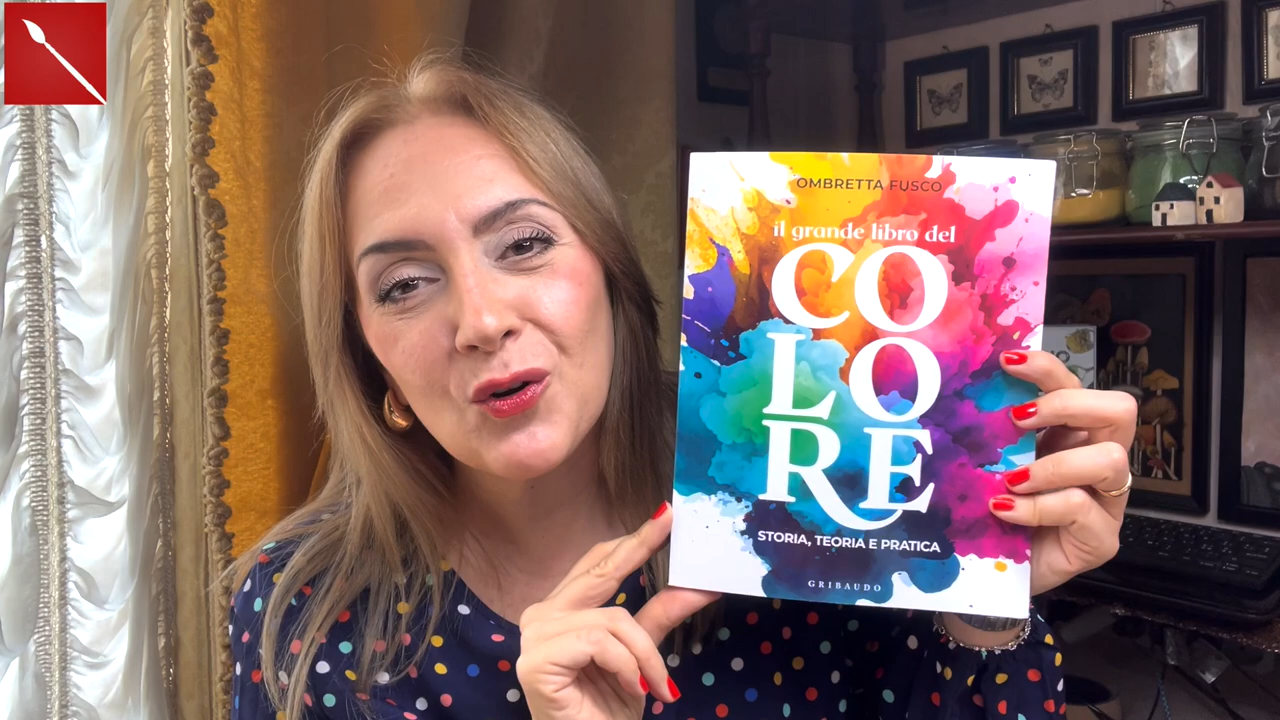 OMBRETTA FUSCO
il grande libro del
CO
LO
RE
STORIA, TEORIA E PRATICA
GRIBAUDO